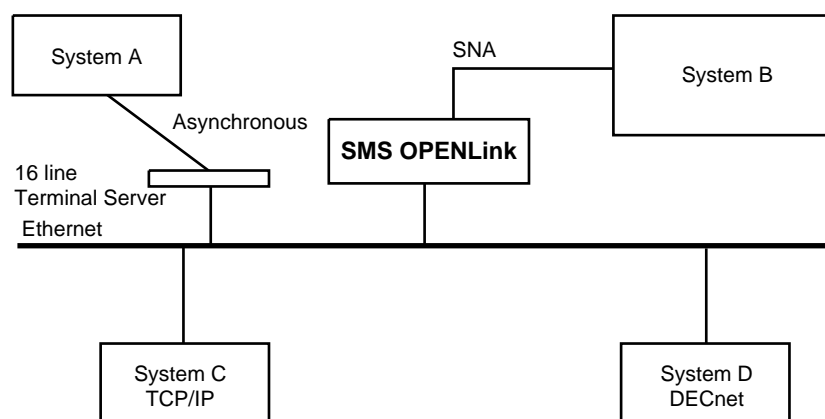 System A
SNA
System B
Asynchronous
SMS OPENLink
16 line
Terminal Server
Ethernet
System C
TCP/IP
System D
DECnet